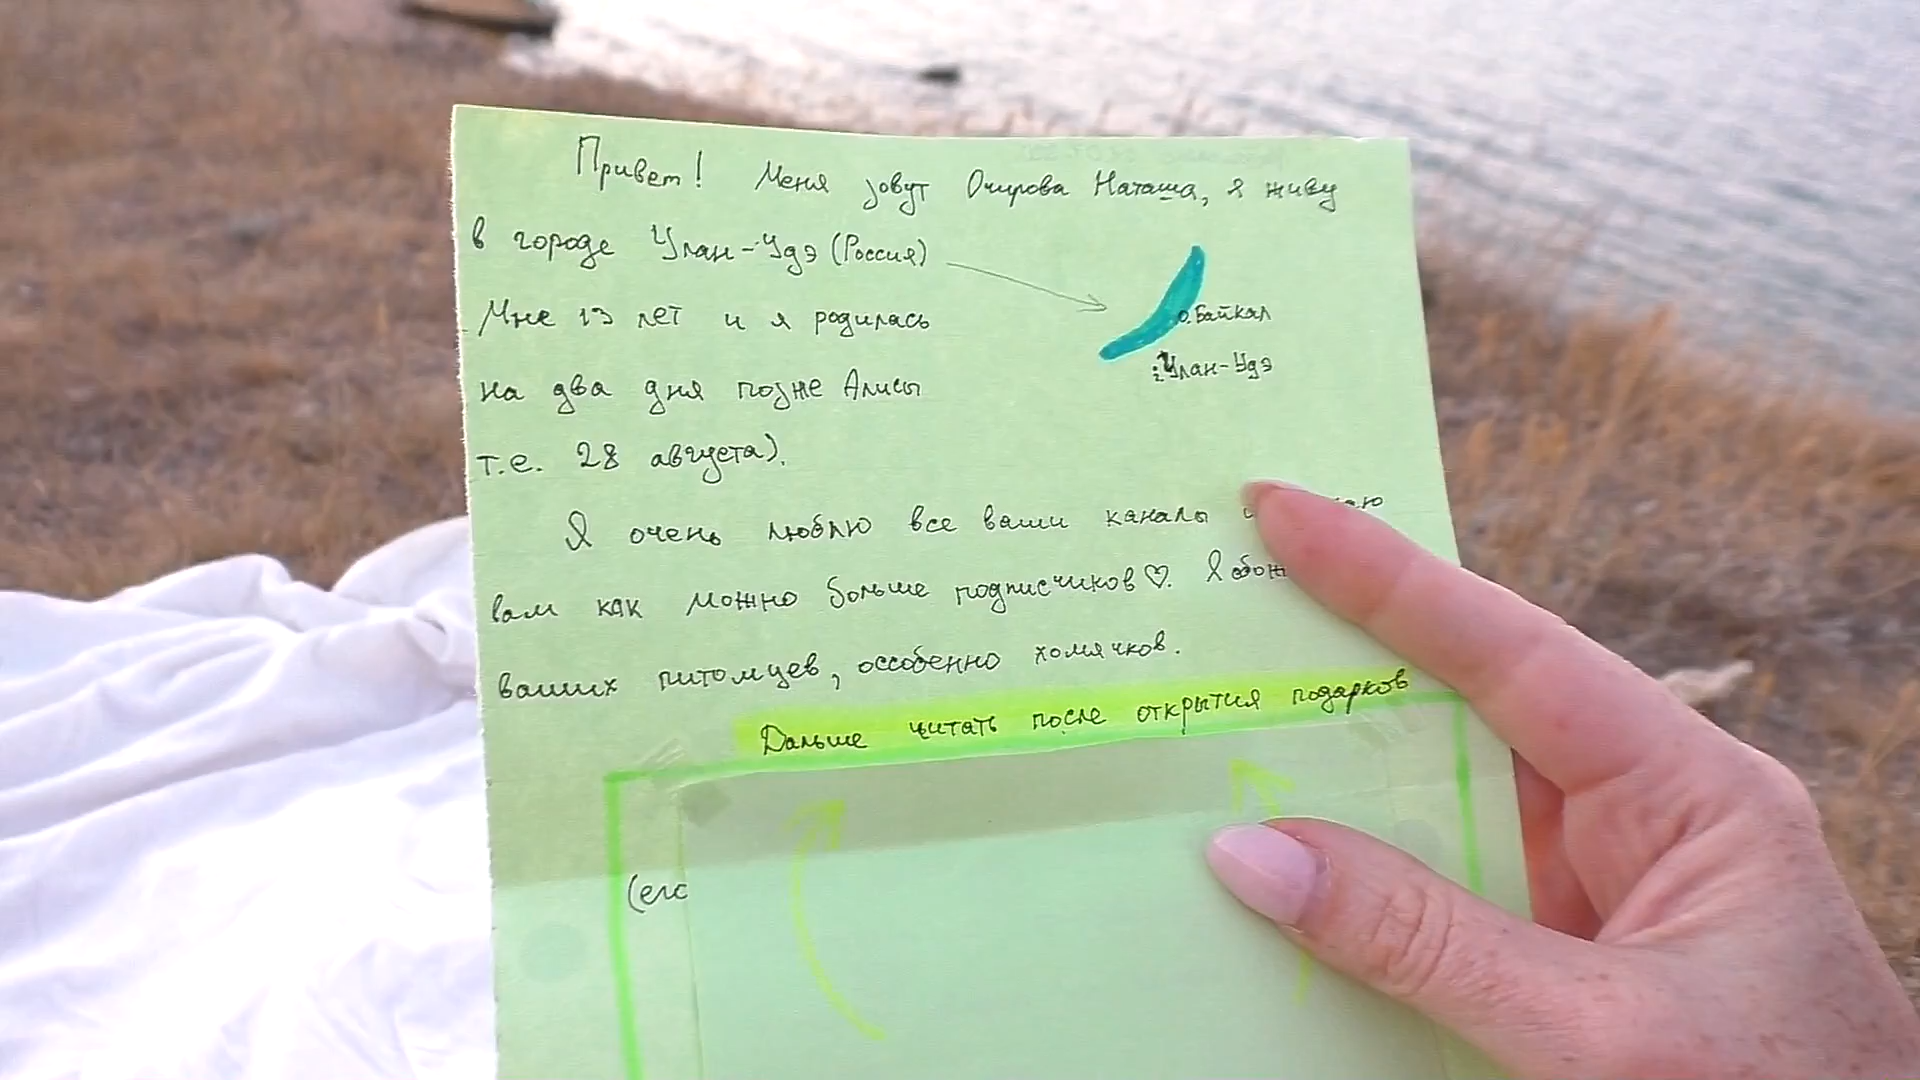 Привет! Меня зовут Очирова Наташа, я живу
в городе Улан-Удэ (Россия)
о. Байкал
Мне 13 лет и я родилась
Улан-Удэ
на два дня позже Алисы
т.е. 28 августа).
Я очень люблю все ваши каналы
вам как можно больше подписчиков♡. Я
ваших питомцев, оссобенно хомячков.
Дальше читать после открытия подарков